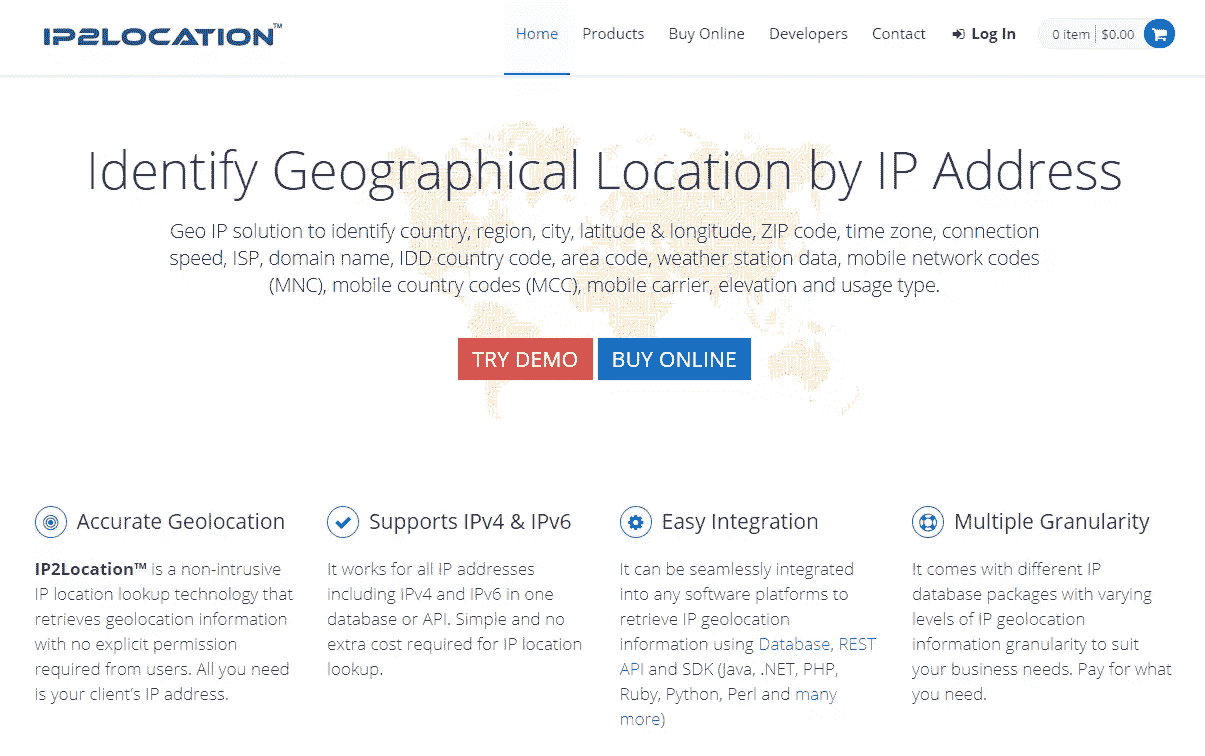 IP2LOCATION™
Home Products Buy Online Developers Contact Log In 0 item $0.00
Identify Geographical Location by IP Address
Geo IP solution to identify country, region, city, latitude & longitude, ZIP code, time zone, connection
speed, ISP, domain name, IDD country code, area code, weather station data, mobile network codes
(MNC), mobile country codes (MCC), mobile carrier, elevation and usage type.
TRY DEMO BUY ONLINE
Accurate Geolocation
IP2Location™ is a non-intrusive
IP location lookup technology that
retrieves geolocation information
with no explicit permission
required from users. All you need
is your client’s IP address.
Supports IPv4 & IPv6
It works for all IP addresses
including IPv4 and IPv6 in one
database or API. Simple and no
extra cost required for IP location
lookup.
Easy Integration
It can be seamlessly integrated
into any software platforms to
retrieve IP geolocation
information using Database, REST
API and SDK (Java, .NET, PHP,
Ruby, Python, Perl and many
more)
Multiple Granularity
It comes with different IP
database packages with varying
levels of IP geolocation
information granularity to suit
your business needs. Pay for what
you need.